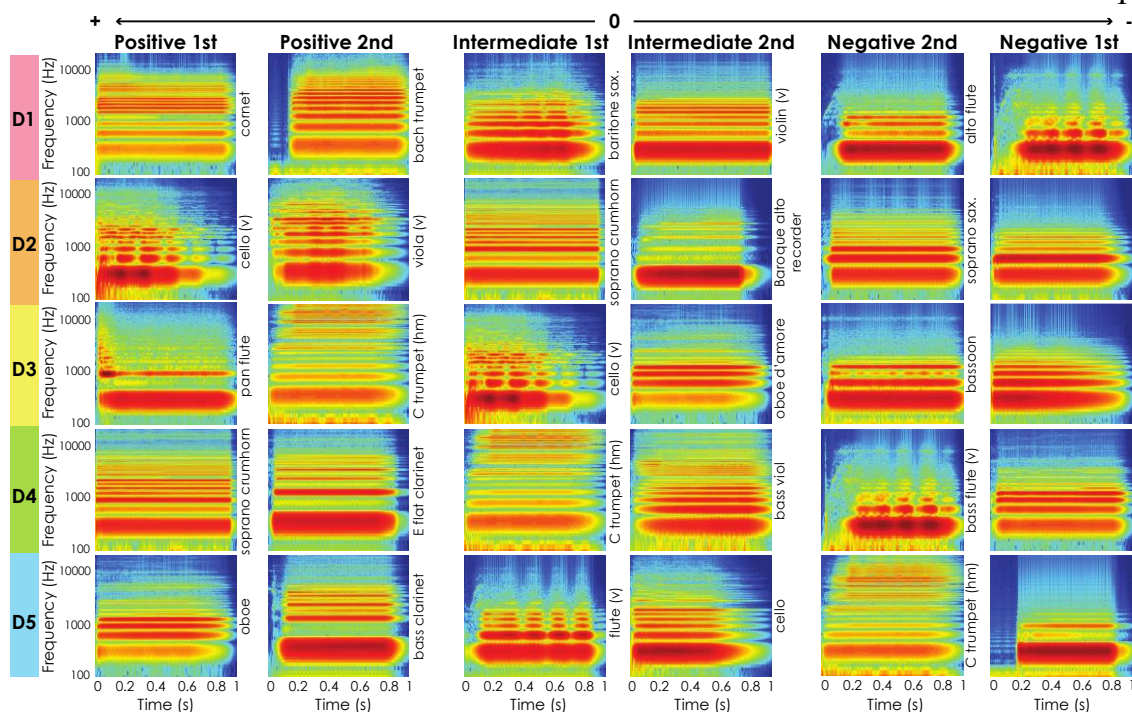 + 0 -
Positive 1st Positive 2nd Intermediate 1st Intermediate 2nd Negative 2nd Negative 1st
D1
Frequency (Hz)
10000
1000
100
cornet
bach trumpet
baritone sax.
violin (v)
alto flute
D2
Frequency (Hz)
10000
1000
100
cello (v)
viola (v)
soprano crumhorn
Baroque alto
recorder
soprano sax.
D3
Frequency (Hz)
10000
1000
100
pan flute
C trumpet (hm)
cello (v)
oboe d'amore
bassoon
D4
Frequency (Hz)
10000
1000
100
soprano crumhorn
E flat clarinet
C trumpet (hm)
bass viol
bass flute (v)
D5
Frequency (Hz)
10000
1000
100
oboe
bass clarinet
flute (v)
cello
C trumpet (hm)
0 0.2 0.4 0.6 0.8 1 0 0.2 0.4 0.6 0.8 1 0 0.2 0.4 0.6 0.8 1 0 0.2 0.4 0.6 0.8 1 0 0.2 0.4 0.6 0.8 1 0 0.2 0.4 0.6 0.8 1
Time (s) Time (s) Time (s) Time (s) Time (s) Time (s)